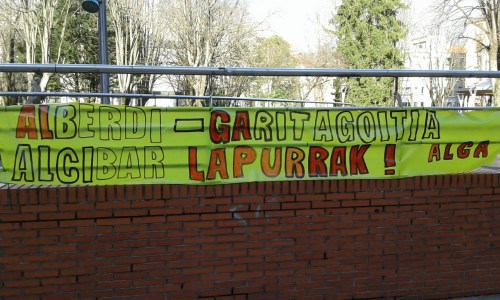 ALBERDI - GARITAGOITIA
ALCIBAR LAPURRAK! ALGA